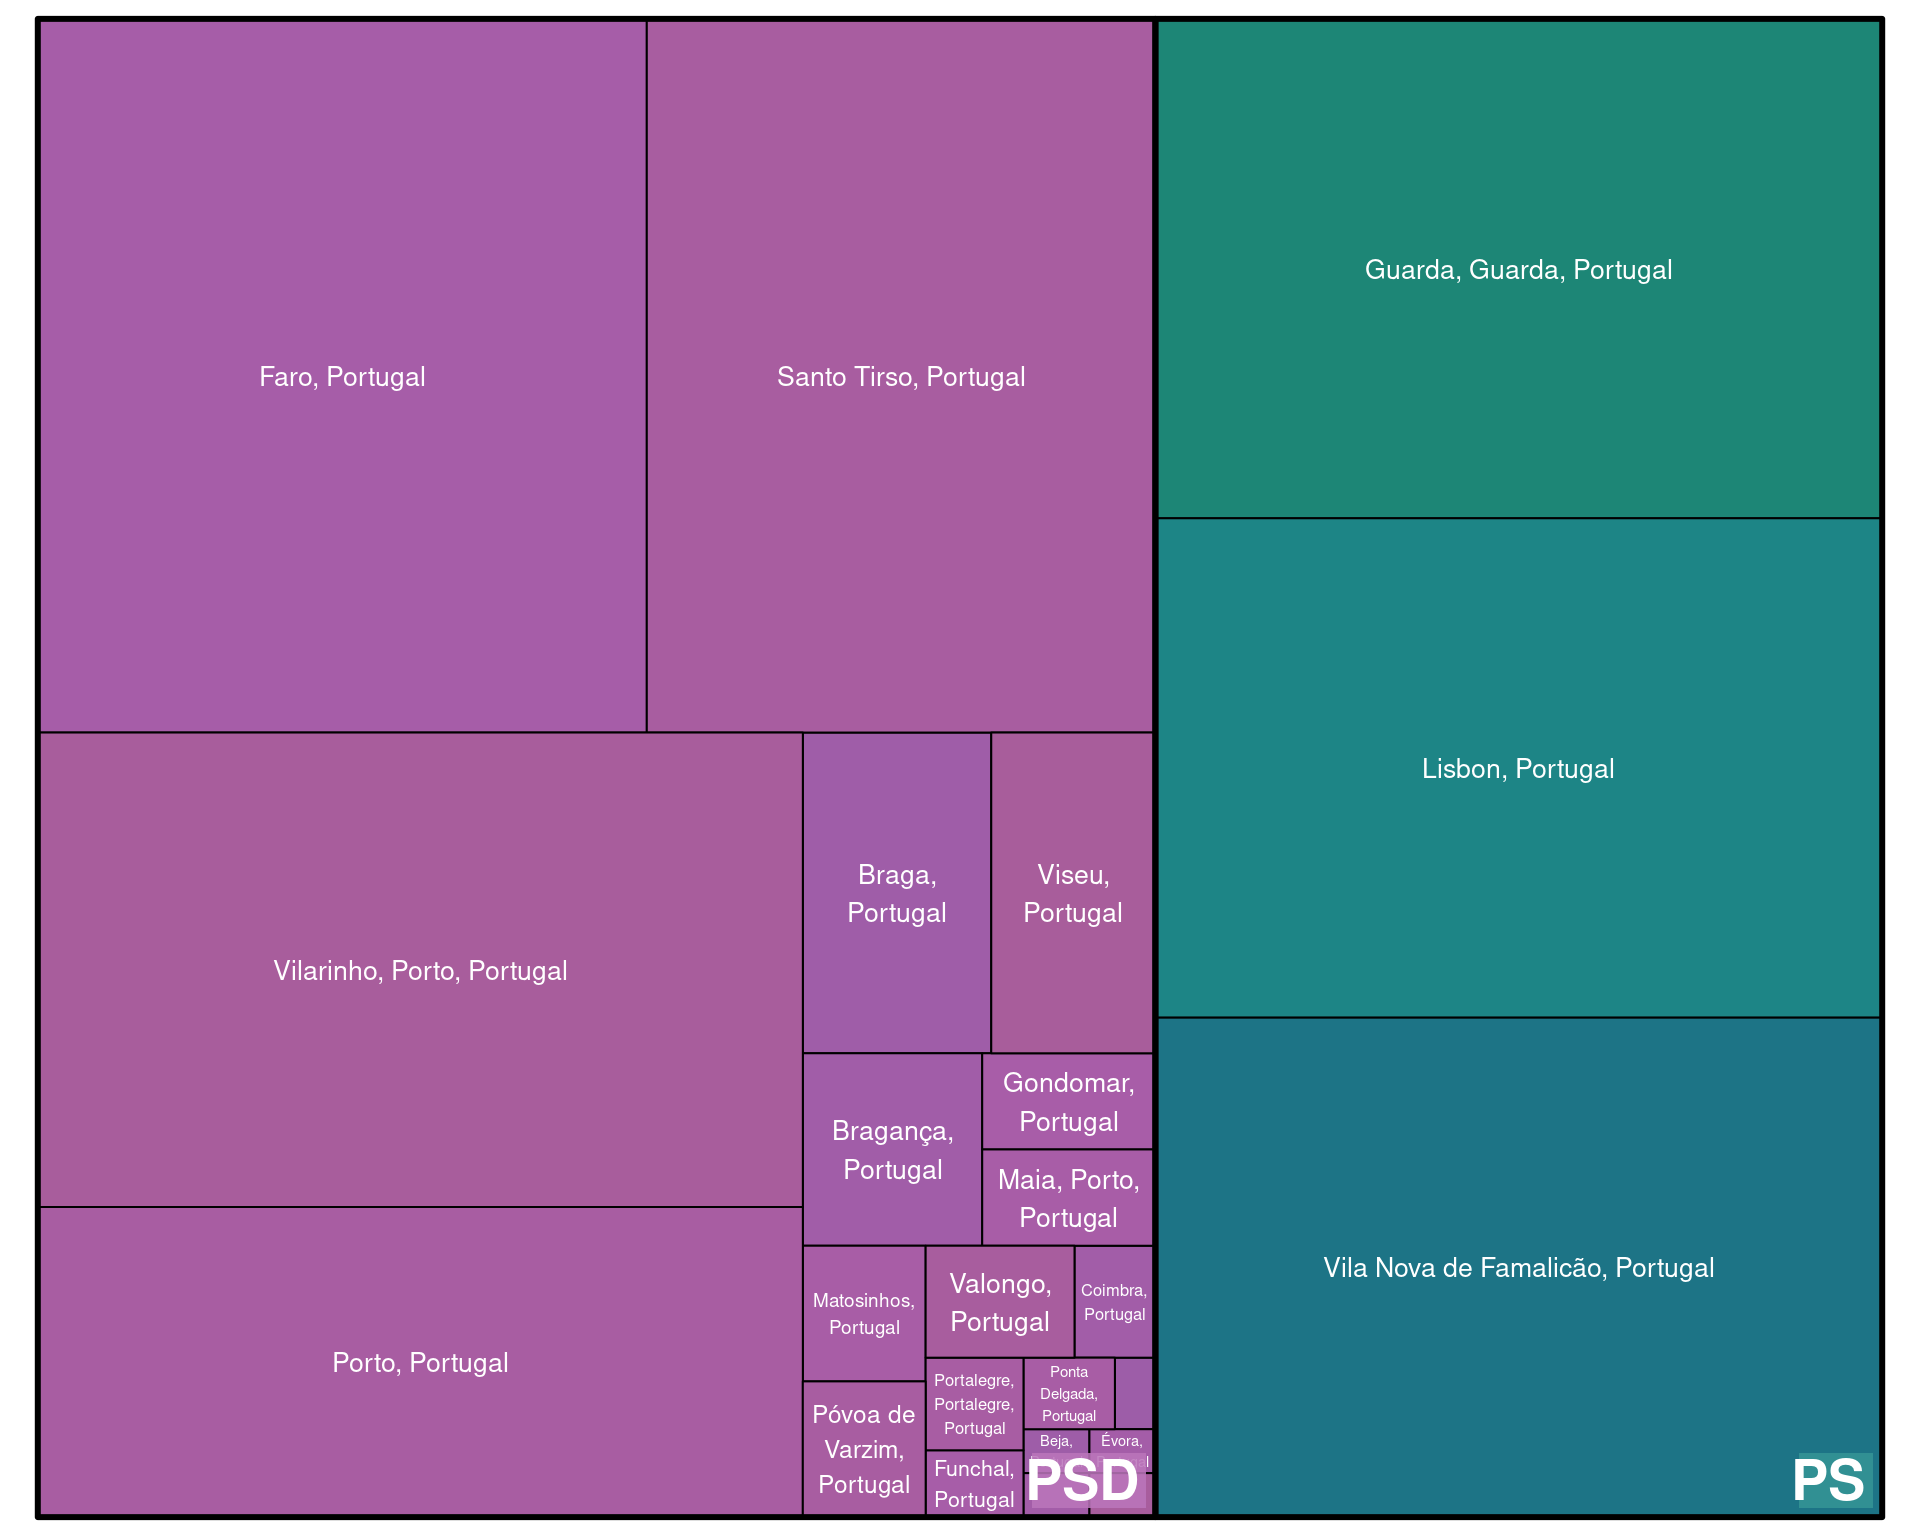 Faro, Portugal
Santo Tirso, Portugal
Guarda, Guarda, Portugal
Lisbon, Portugal
Vilarinho, Porto, Portugal
Braga,
Portugal
Viseu,
Portugal
Bragança,
Portugal
Gondomar,
Portugal
Maia, Porto,
Portugal
Vila Nova de Famalicão, Portugal
Porto, Portugal
Matosinhos,
Portugal
Valongo,
Portugal
Coimbra,
Portugal
Póvoa de
Varzim,
Portugal
Portalegre,
Portalegre,
Portugal
Ponta
Delgada,
Portugal
Funchal,
Portugal
Beja,
Évora,
PSD
PS